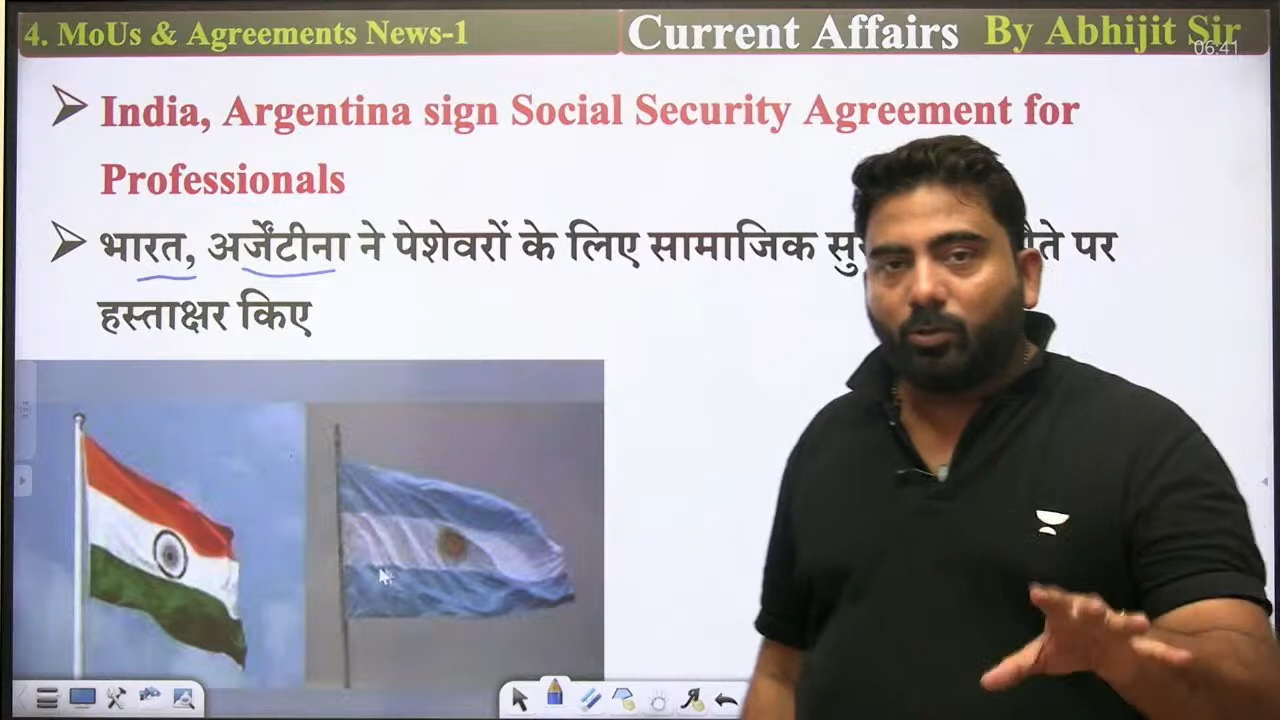 4. MoUs & Agreements News-1
Current Affairs By Abhijit Sir
06:41
India, Argentina sign Social Security Agreement for
Professionals
भारत, अर्जेंटीना ने पेशेवरों के लिए सामाजिक पर
हस्ताक्षर किए